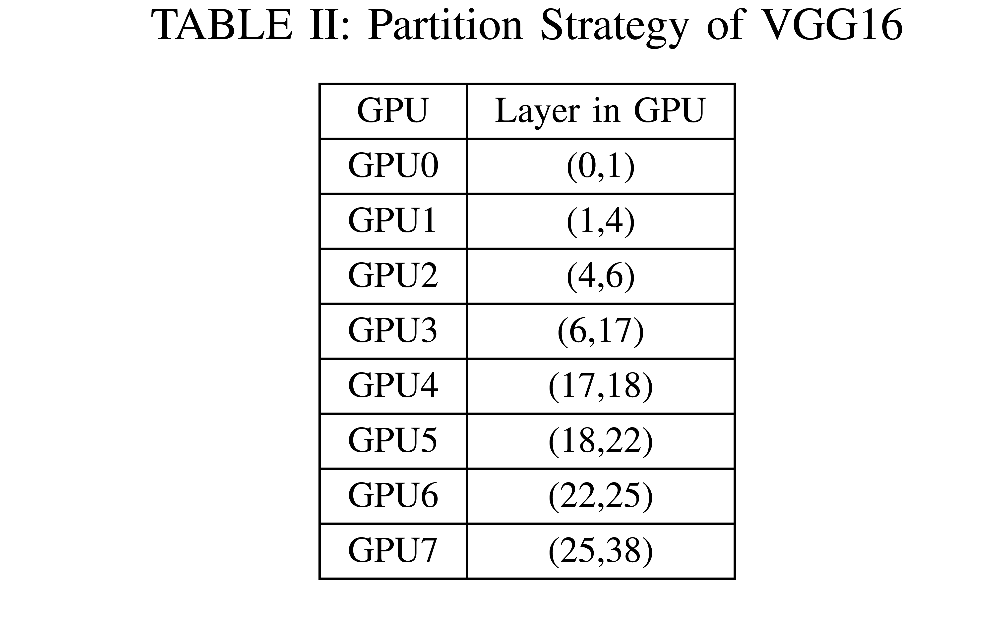 TABLE II: Partition Strategy of VGG16
GPU Layer in GPU
GPU0 (0,1)
GPU1 (1,4)
GPU2 (4,6)
GPU3 (6,17)
GPU4 (17,18)
GPU5 (18,22)
GPU6 (22,25)
GPU7 (25,38)